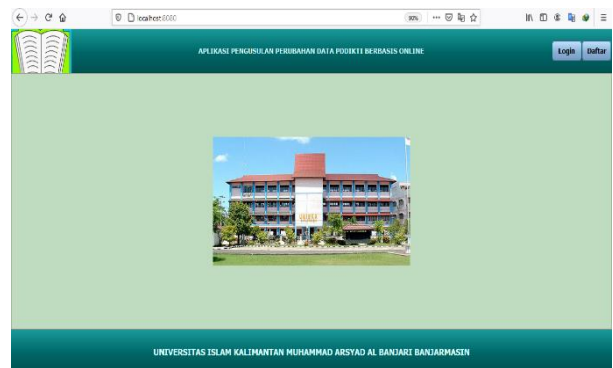 localhost:8080
90%
APLIKASI PENGUSULAN PERUBAHAN DATA PDDIKTI BERBASIS ONLINE
Login
Daftar
UNIVERSITAS ISLAM KALIMANTAN MUHAMMAD ARSYAD AL BANJARI BANJARMASIN